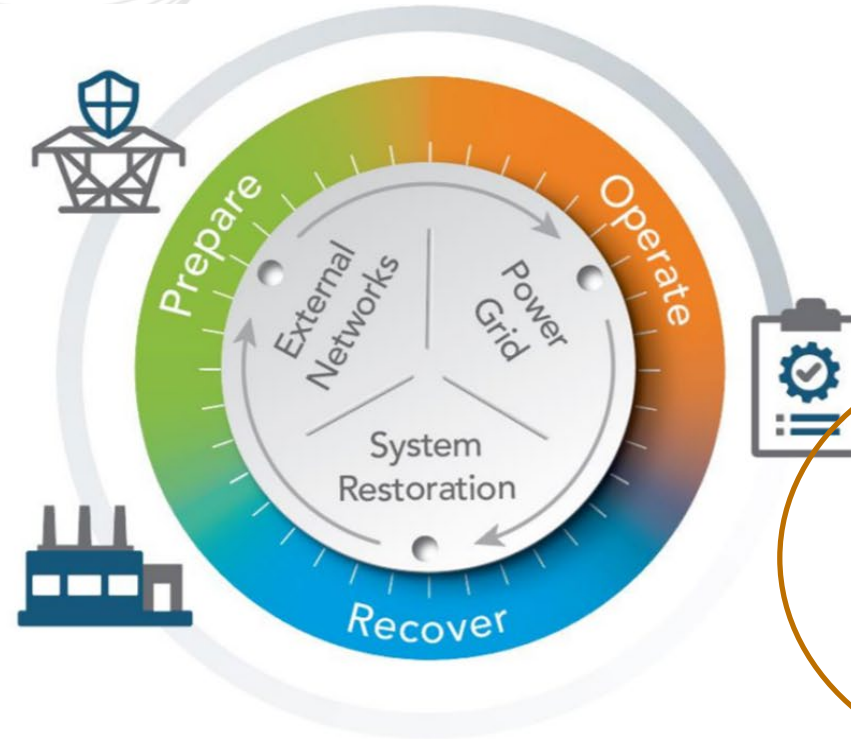 Prepare
Operate
External
Networks
Power
Grid
System
Restoration
Recover